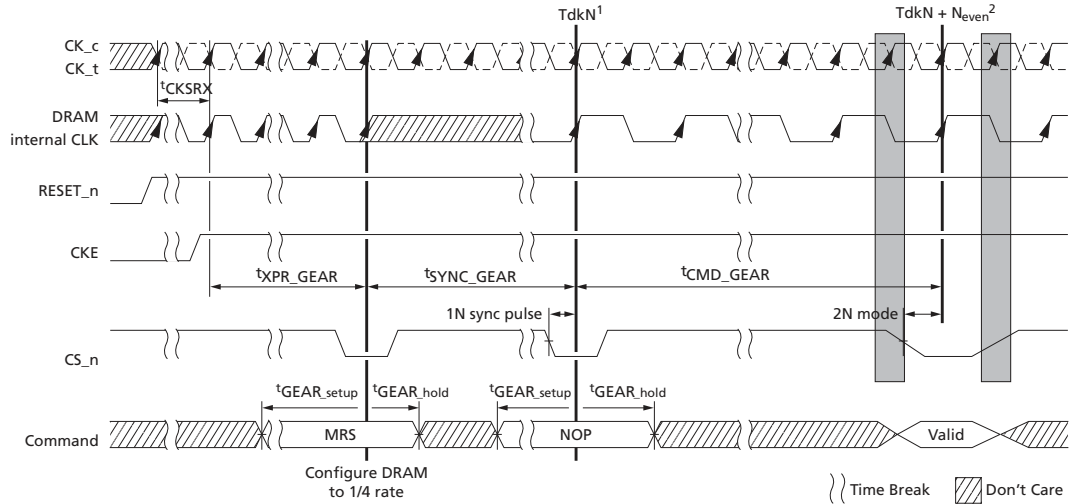 TdkN1
TdkN + Neven2
CK_c
CK_t
tCKSRX
DRAM
internal CLK
RESET_n
CKE
tXPR_GEAR
tSYNC_GEAR
tCMD_GEAR
1N sync pulse
2N mode
CS_n
tGEAR_setup
tGEAR_hold
tGEAR_setup
tGEAR_hold
Command
MRS
NOP
Valid
Configure DRAM
to 1/4 rate
Time Break
Don't Care